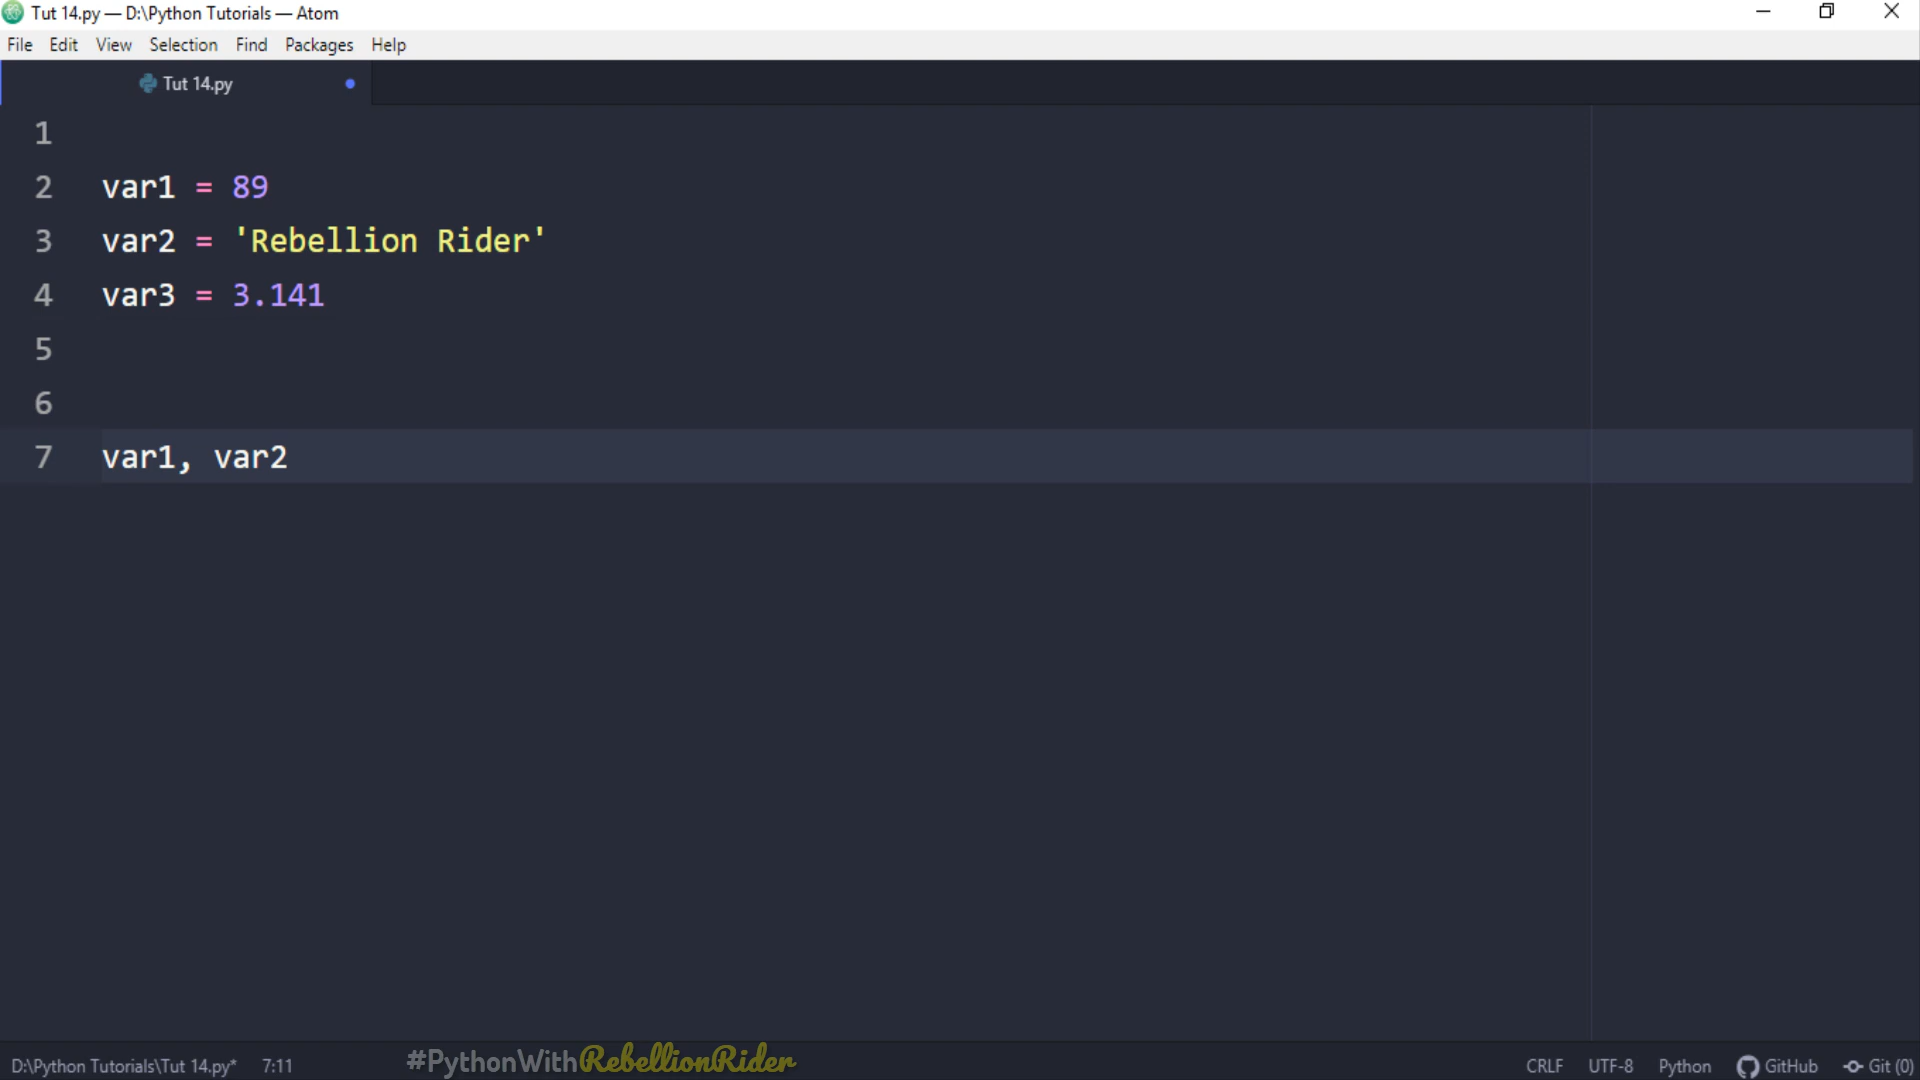 Tut 14.py — D:\Python Tutorials — Atom
File Edit View Selection Find Packages Help
Tut 14.py
1
2 var1 = 89
3 var2 = 'Rebellion Rider'
4 var3 = 3.141
5
6
7 var1, var2
D:\Python Tutorials\Tut 14.py* 7:11 #PythonWithRebellionRider CRLF UTF-8 Python GitHub Git (0)